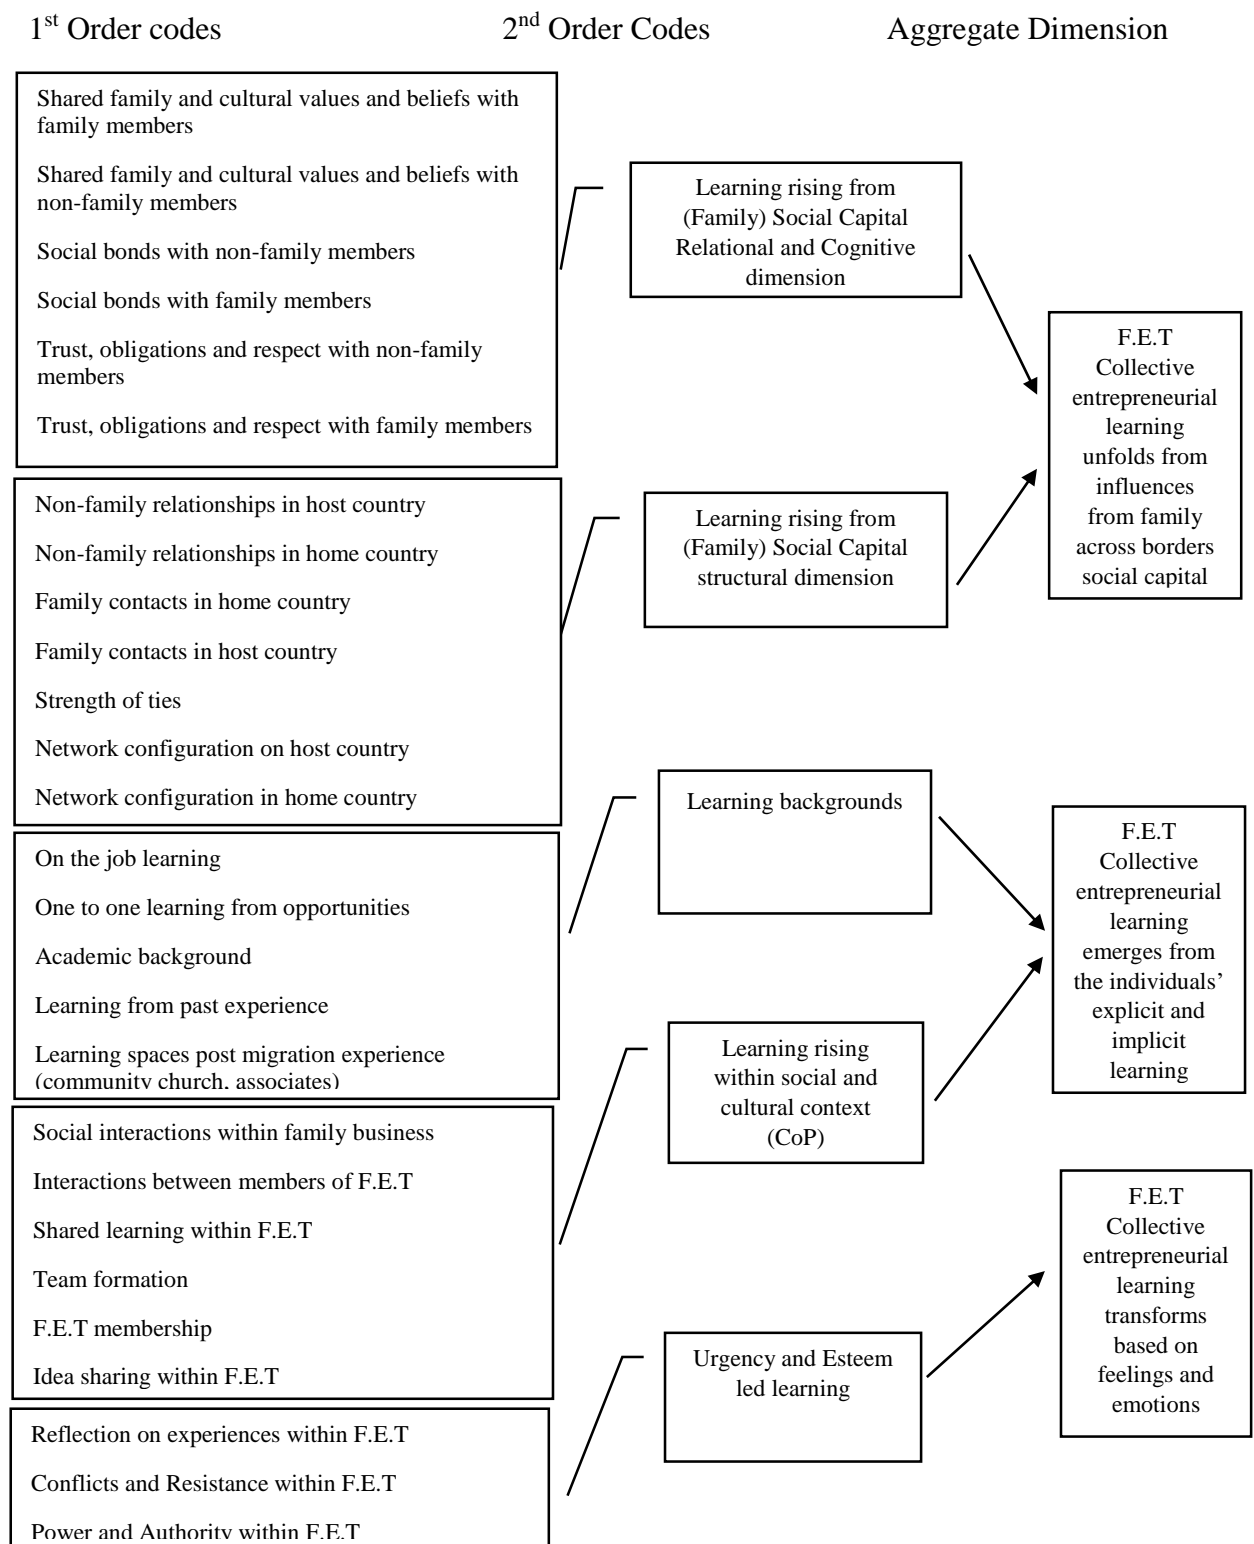 1st Order codes
2nd Order Codes
Aggregate Dimension
Shared family and cultural values and beliefs with
family members
Shared family and cultural values and beliefs with
non-family members
Social bonds with non-family members
Social bonds with family members
Trust, obligations and respect with non-family
members
Trust, obligations and respect with family members
Non-family relationships in host country
Non-family relationships in home country
Family contacts in home country
Family contacts in host country
Strength of ties
Network configuration on host country
Network configuration in home country
On the job learning
One to one learning from opportunities
Academic background
Learning from past experience
Learning spaces post migration experience
(community church, associates)
Social interactions within family business
Interactions between members of F.E.T
Shared learning within F.E.T
Team formation
F.E.T membership
Idea sharing within F.E.T
Reflection on experiences within F.E.T
Conflicts and Resistance within F.E.T
Power and Authority within F.E.T
Learning rising from
(Family) Social Capital
Relational and Cognitive
dimension
Learning rising from
(Family) Social Capital
structural dimension
Learning backgrounds
Learning rising
within social and
cultural context
(CoP)
Urgency and Esteem
led learning
F.E.T
Collective
entrepreneurial
learning
unfolds from
influences
from family
across borders
social capital
F.E.T
Collective
entrepreneurial
learning
emerges from
the individuals’
explicit and
implicit
learning
F.E.T
Collective
entrepreneurial
learning
transforms
based on
feelings and
emotions